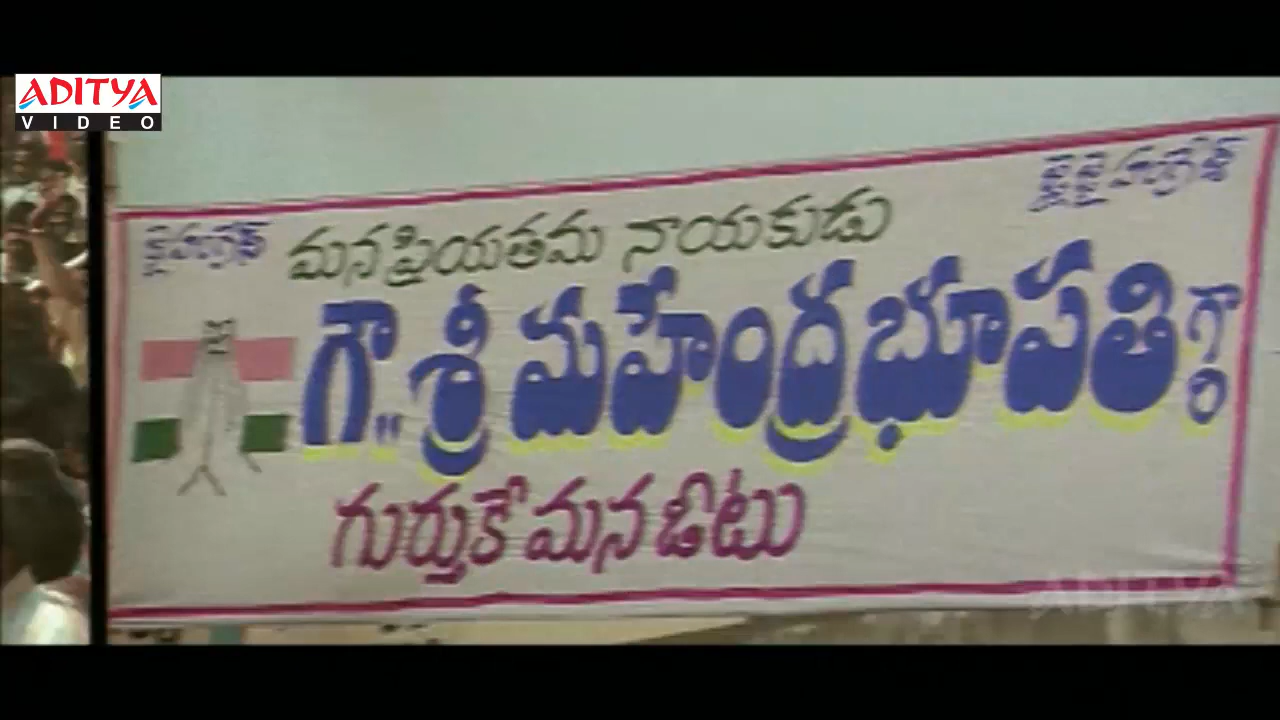 ADITYA
VIDEO
మన ప్రియతమ నాయకుడు
గౌ.. శ్రీ మహేంద్రభూపతి గారి
గుర్తుకే మన ఓటు